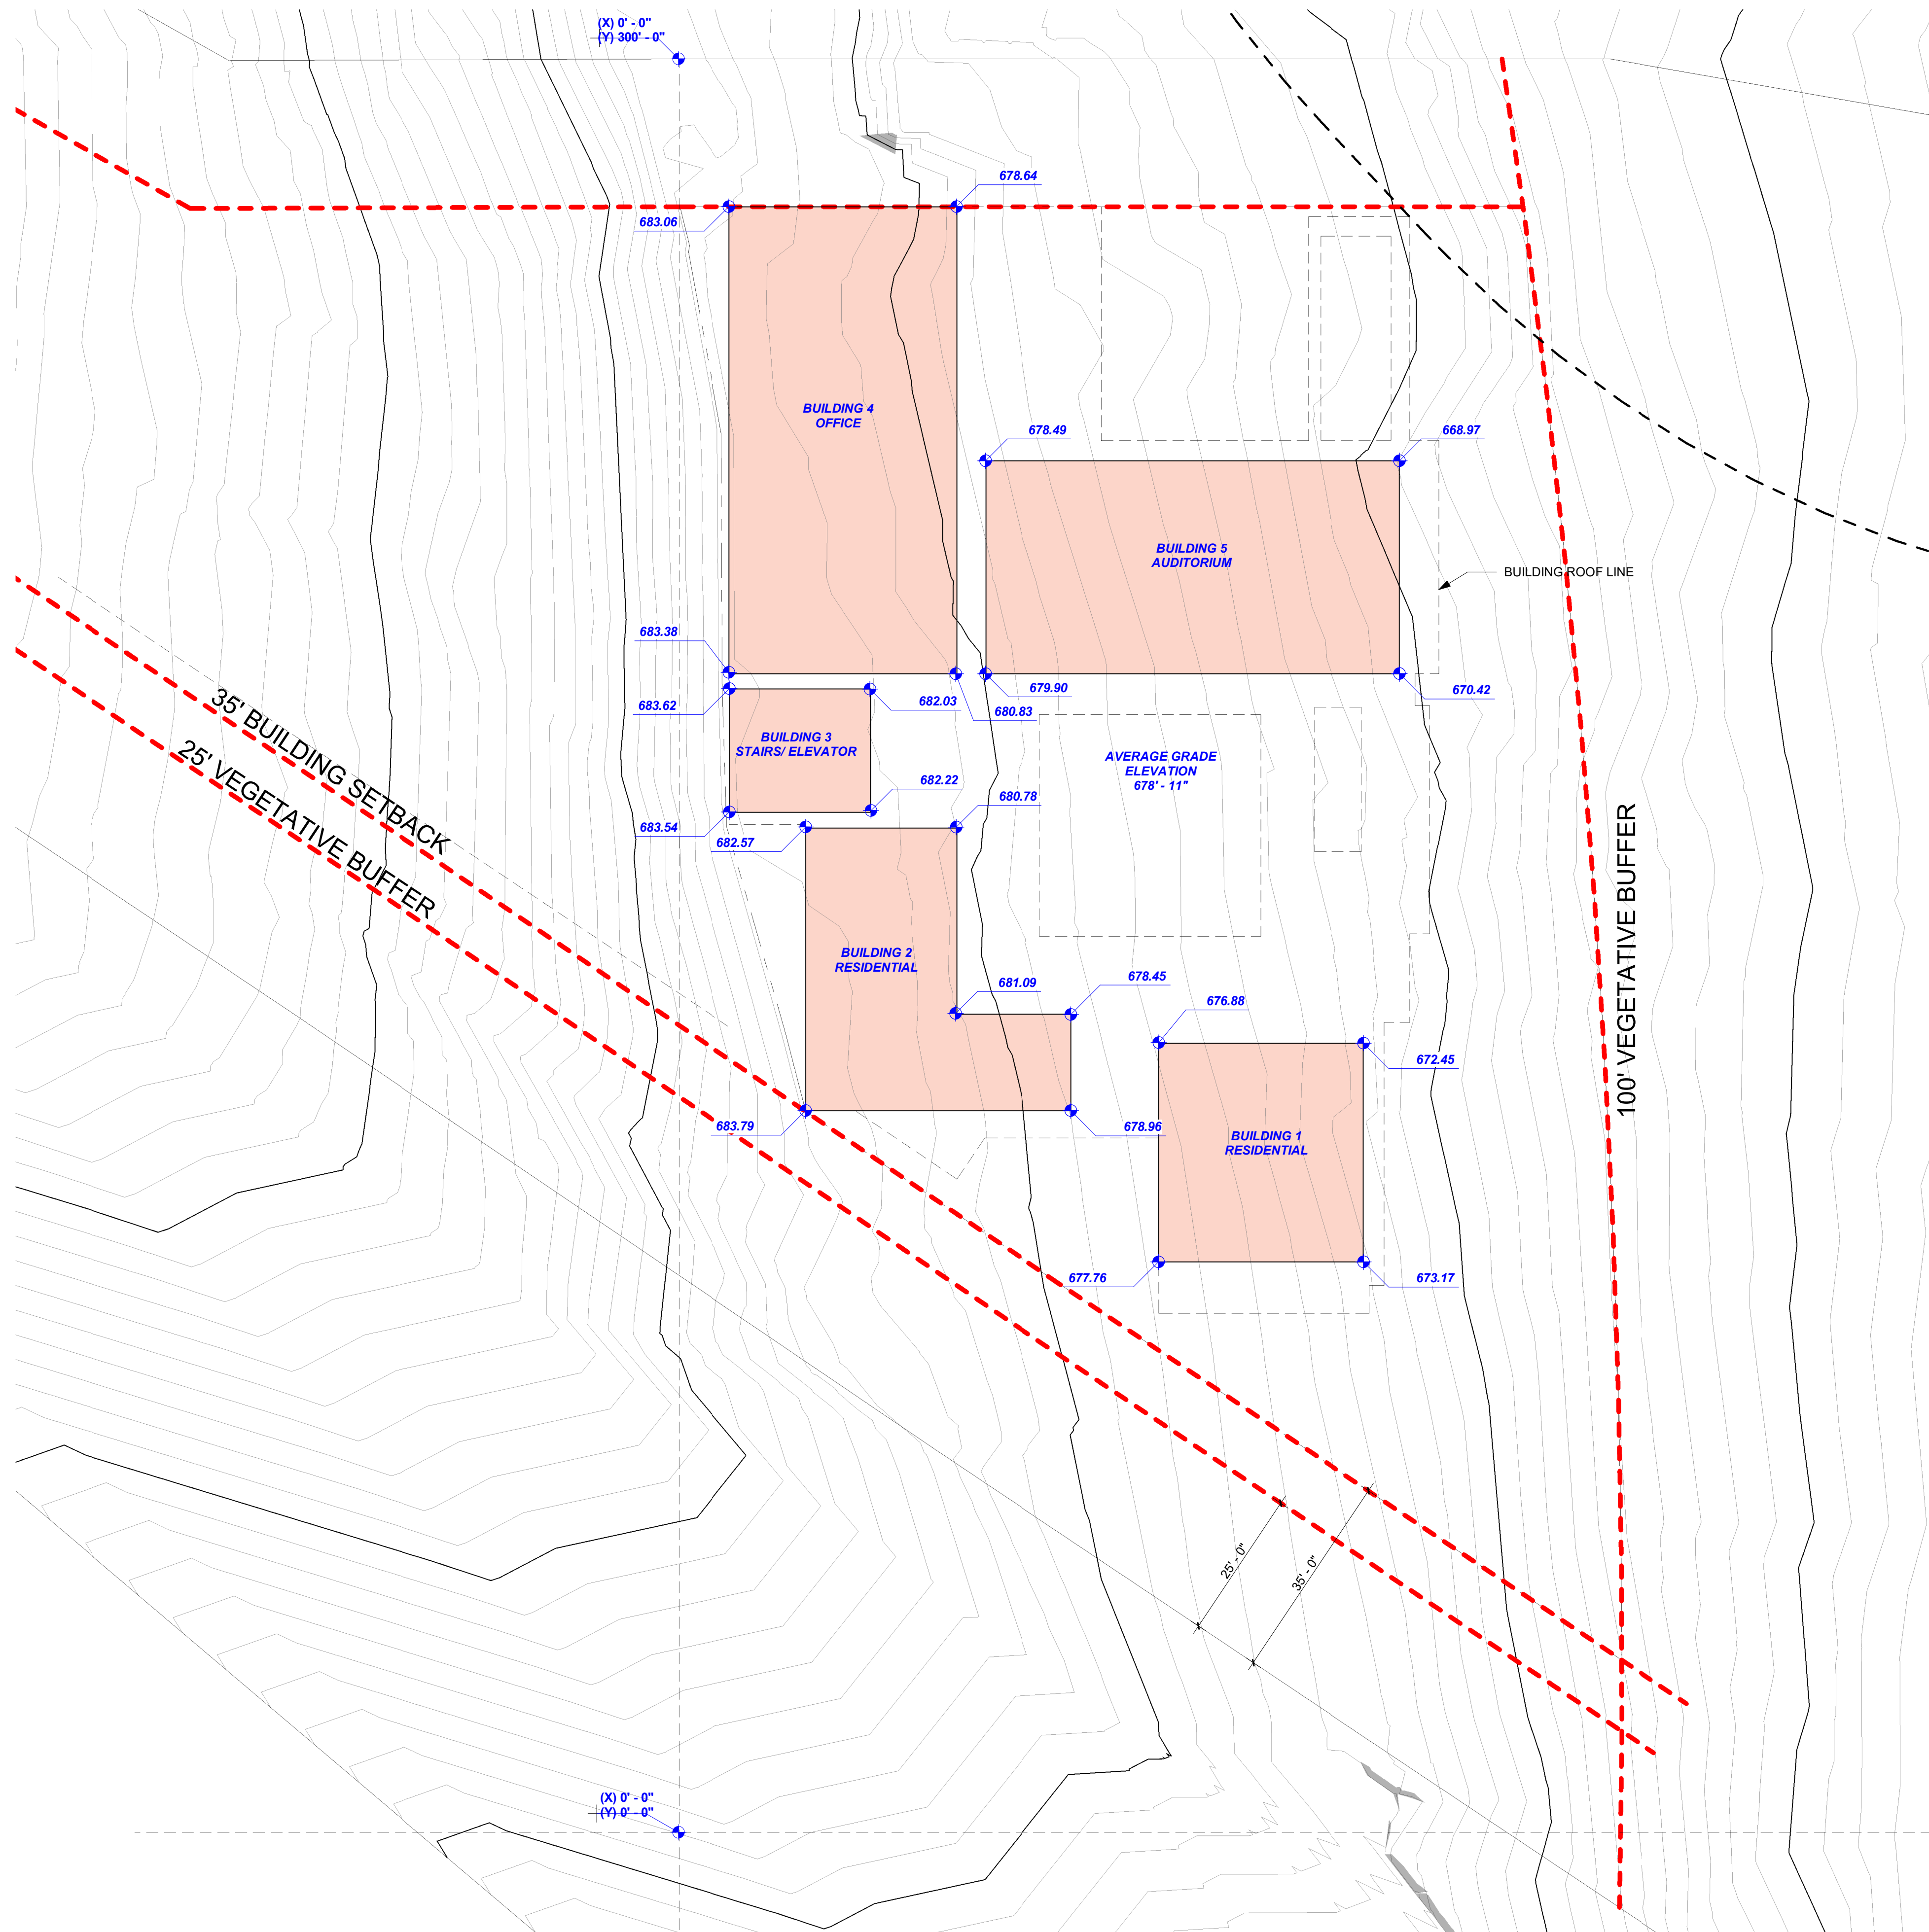 (X) 0' - 0"
(Y) 300' - 0"
678.64
683.06
BUILDING 4
OFFICE
678.49
668.97
BUILDING 5
AUDITORIUM
BUILDING ROOF LINE
683.38
683.62
682.03
679.90
680.83
670.42
BUILDING 3
STAIRS/ ELEVATOR
AVERAGE GRADE
ELEVATION
678' - 11"
682.22
680.78
683.54
682.57
35' BUILDING SETBACK
25' VEGETATIVE BUFFER
100' VEGETATIVE BUFFER
BUILDING 2
RESIDENTIAL
681.09
678.45
676.88
672.45
683.79
678.96
BUILDING 1
RESIDENTIAL
677.76
673.17
25' - 0"
35' - 0"
(X) 0' - 0"
(Y) 0' - 0"